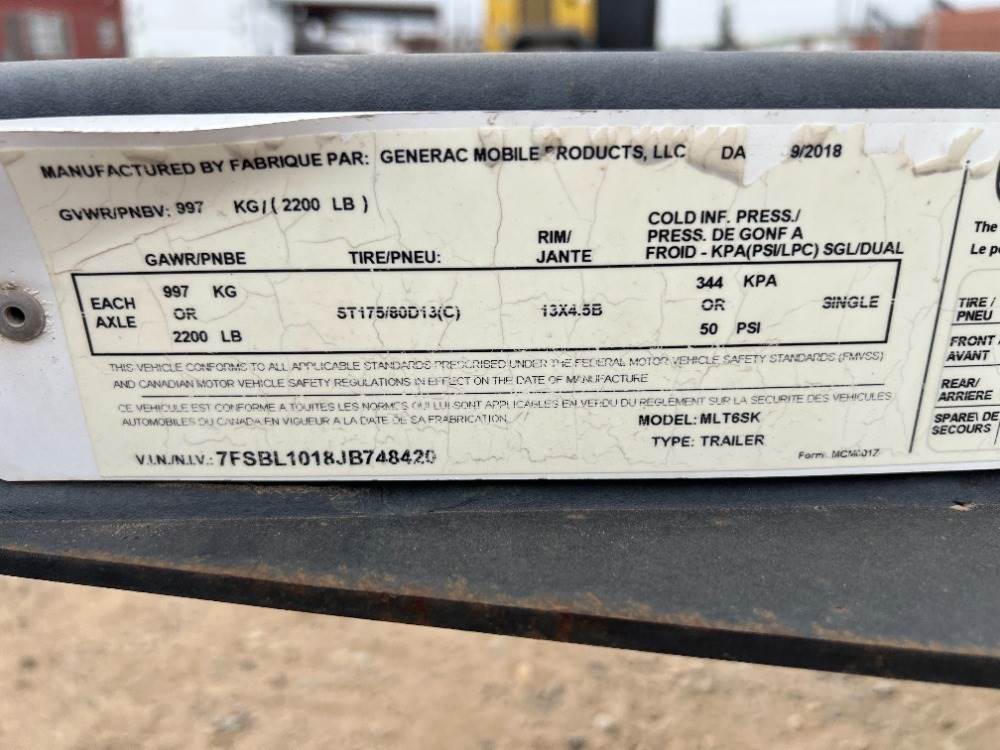 MANUFACTURED BY FABRIQUE PAR: GENERAC MOBILE PRODUCTS, LLC DA 9/2018
GVWR/PNBV: 997 KG/( 2200 LB )
GAWR/PNBE TIRE/PNEU: RIM/ JANTE COLD INF. PRESS./ PRESS. DE GONF A FROID - KPA(PSI/LPC) SGL/DUAL
EACH AXLE 997 KG OR 2200 LB ST175/80D13(C) 13X4.5B 344 KPA OR 50 PSI SINGLE
THIS VEHICLE CONFORMS TO ALL APPLICABLE STANDARDS PRESCRIBED UNDER THE FEDERAL MOTOR VEHICLE SAFETY STANDARDS (FMVSS)
AND CANADIAN MOTOR VEHICLE SAFETY REGULATIONS IN EFFECT ON THE DATE OF MANUFACTURE
CE VEHICULE EST CONFORME A TOUITES LES NORMES QUI LUI SONT APPLICABLES EN VERDU DU REGLEMENT SUR LA SECURITE DES VEHICULES
AUTOMOBILES DU CANADA EN VIGUEUR A LA DATE DE SA FRABRICATION.
MODEL: MLT6SK
TYPE: TRAILER
V.I.N./N.I.V.: 7FSBL1018JB748420
Form:
The
Le
TIRE /
PNEU
FRONT
AVANT
REAR/
ARRIERE
SPARE\ DE
SECOURS